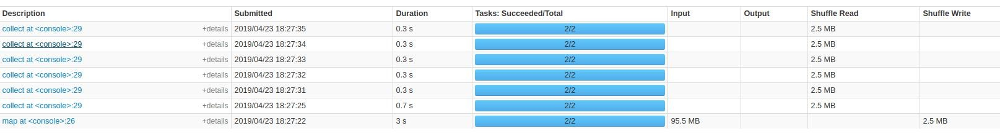 Description Submitted Duration Tasks: Succeeded/Total Input Output Shuffle Read Shuffle Write
collect at <console>:29 +details 2019/04/23 18:27:35 0.3 s 2/2 2.5 MB
collect at <console>:29 +details 2019/04/23 18:27:34 0.3 s 2/2 2.5 MB
collect at <console>:29 +details 2019/04/23 18:27:33 0.3 s 2/2 2.5 MB
collect at <console>:29 +details 2019/04/23 18:27:32 0.3 s 2/2 2.5 MB
collect at <console>:29 +details 2019/04/23 18:27:31 0.3 s 2/2 2.5 MB
collect at <console>:29 +details 2019/04/23 18:27:25 0.7 s 2/2 2.5 MB
map at <console>:26 +details 2019/04/23 18:27:22 3 s 2/2 95.5 MB 2.5 MB